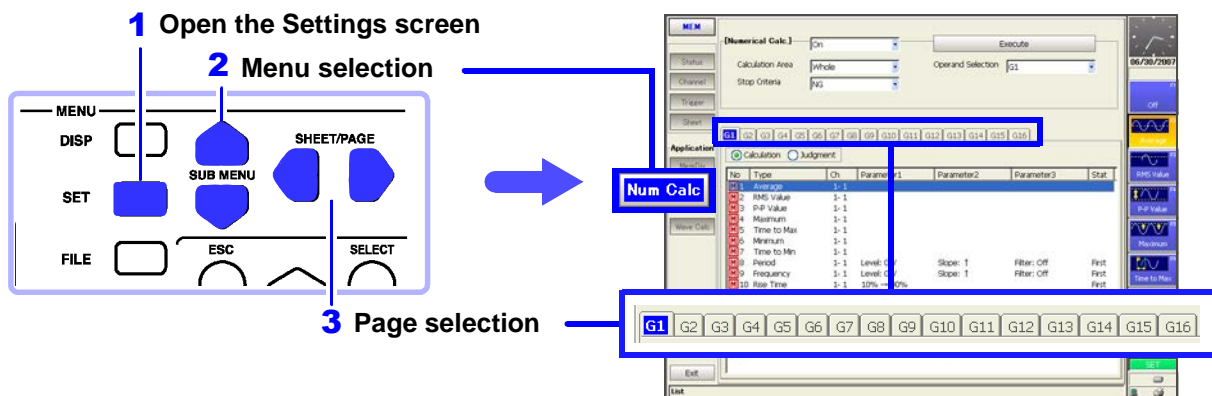 1 Open the Settings screen
2 Menu selection
MENU
DISP
SHEET/PAGE
SUB MENU
SET
FILE
ESC
SELECT
3 Page selection
Num Calc
MEM
Status
Channel
Trigger
Sheet
Application
Wave Calc
Exit
List
[Numerical Calc.] On Execute
Calculation Area Whole Operand Selection G1
Stop Criteria NG
G1 G2 G3 G4 G5 G6 G7 G8 G9 G10 G11 G12 G13 G14 G15 G16
Calculation Judgment
No Type Ch Parameter1 Parameter2 Parameter3 Stat
1 Average 1- 1
2 RMS Value 1- 1
3 P-P Value 1- 1
4 Maximum 1- 1
5 Time to Max 1- 1
6 Minimum 1- 1
7 Time to Min 1- 1
8 Period 1- 1 Level: Slope: ↑ Filter: Off First
9 Frequency 1- 1 Level: Slope: ↑ Filter: Off First
10 Rise Time 1- 1 10% First
G1 G2 G3 G4 G5 G6 G7 G8 G9 G10 G11 G12 G13 G14 G15 G16
06/30/2007
Off
Average
RMS Value
P-P Value
Maximum
Time to Max
SET